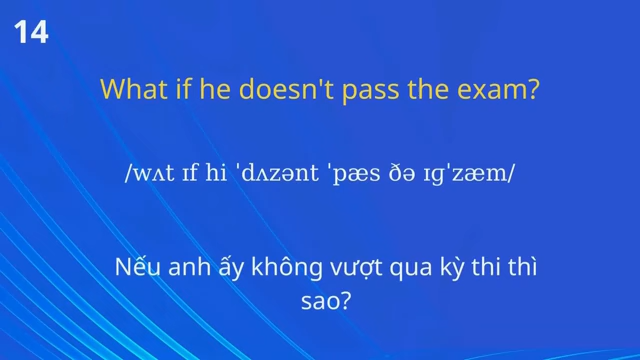 14
What if he doesn't pass the exam?
/wʌt ɪf hi ˈdʌzənt ˈpæs ðə ɪɡˈzæm/
Nếu anh ấy không vượt qua kỳ thi thì
sao?